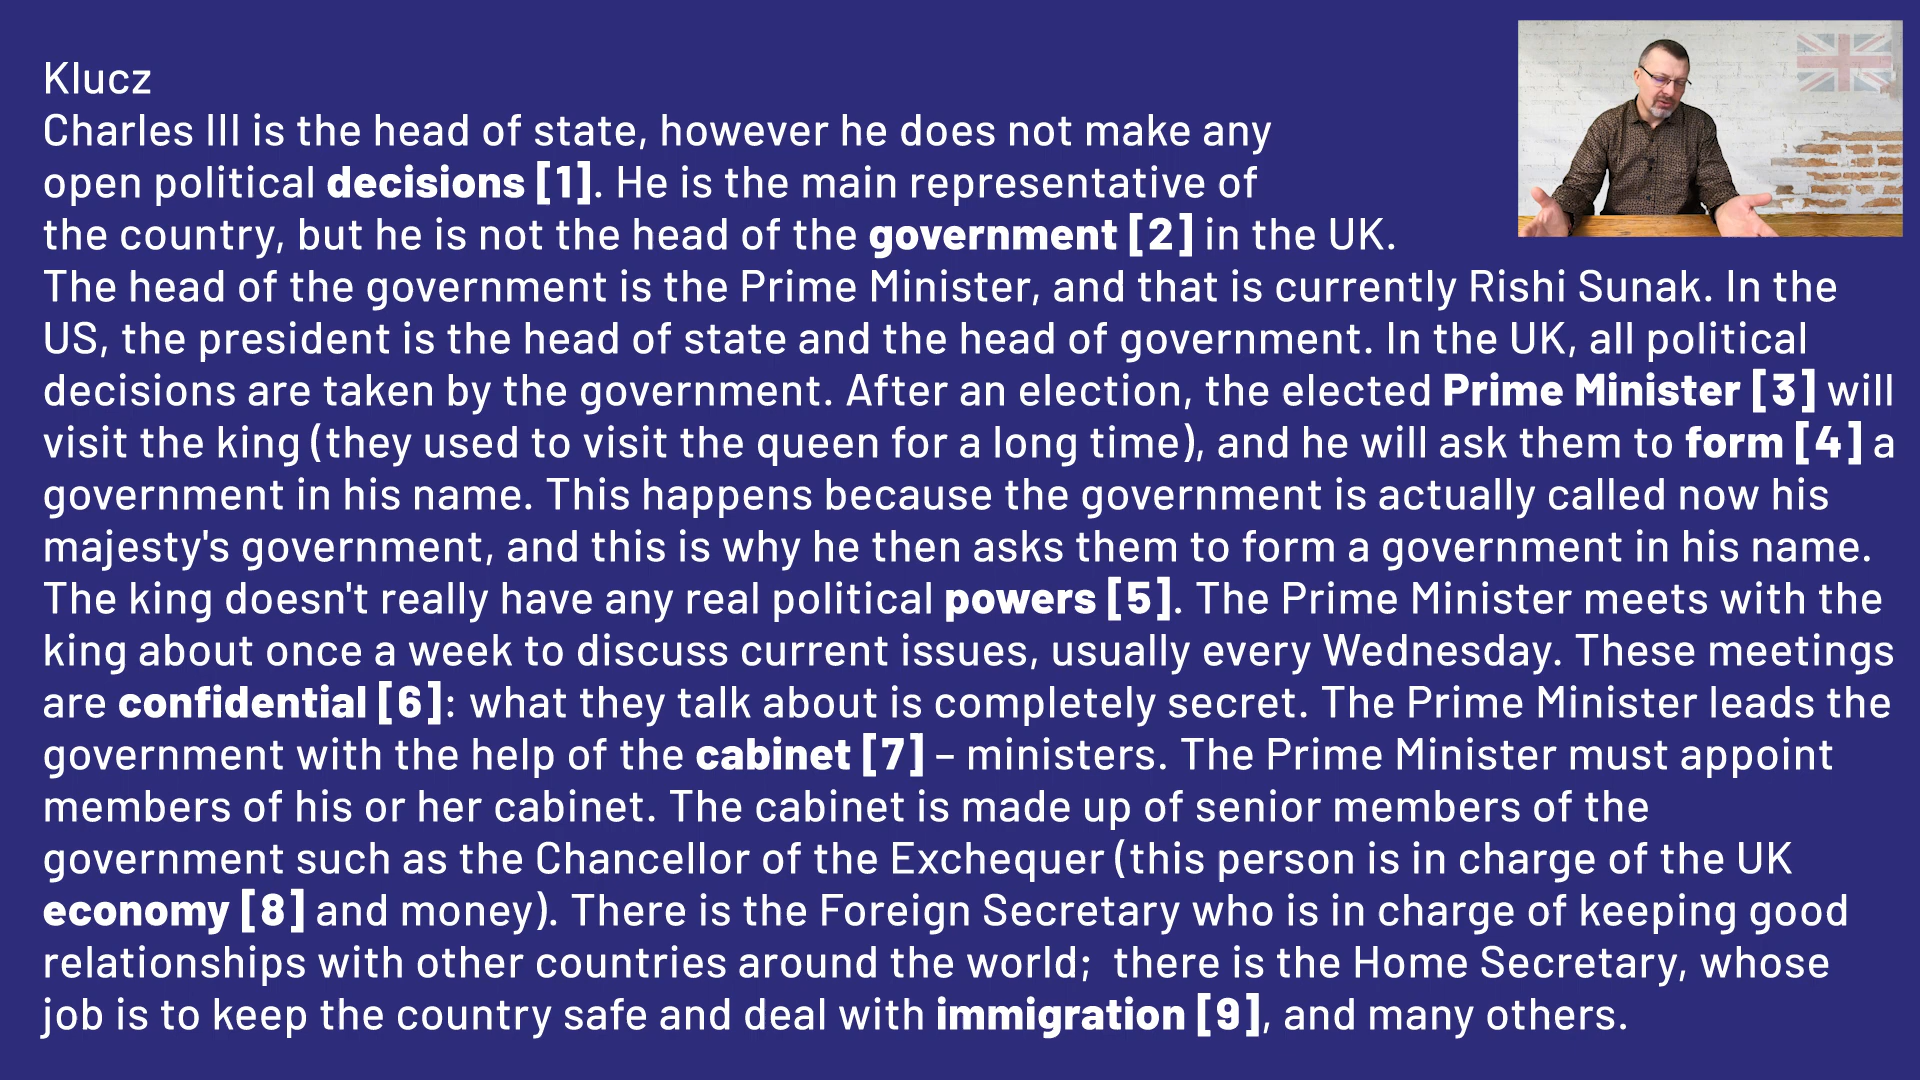 Klucz
Charles III is the head of state, however he does not make any
open political decisions [1]. He is the main representative of
the country, but he is not the head of the government [2] in the UK.
The head of the government is the Prime Minister, and that is currently Rishi Sunak. In the
US, the president is the head of state and the head of government. In the UK, all political
decisions are taken by the government. After an election, the elected Prime Minister [3] will
visit the king (they used to visit the queen for a long time), and he will ask them to form [4] a
government in his name. This happens because the government is actually called now his
majesty's government, and this is why he then asks them to form a government in his name.
The king doesn't really have any real political powers [5]. The Prime Minister meets with the
king about once a week to discuss current issues, usually every Wednesday. These meetings
are confidential [6]: what they talk about is completely secret. The Prime Minister leads the
government with the help of the cabinet [7] – ministers. The Prime Minister must appoint
members of his or her cabinet. The cabinet is made up of senior members of the
government such as the Chancellor of the Exchequer (this person is in charge of the UK
economy [8] and money). There is the Foreign Secretary who is in charge of keeping good
relationships with other countries around the world;  there is the Home Secretary, whose
job is to keep the country safe and deal with immigration [9], and many others.